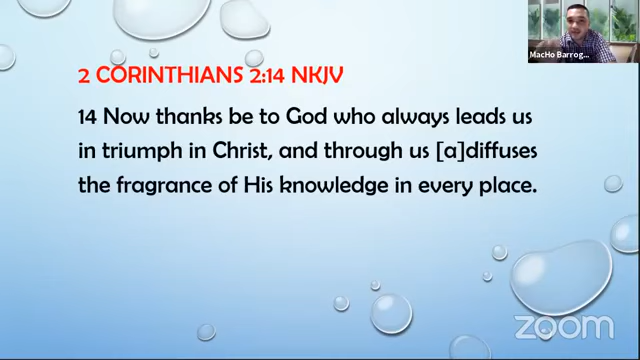 2 CORINTHIANS 2:14 NKJV
14 Now thanks be to God who always leads us
in triumph in Christ, and through us [a]diffuses
the fragrance of His knowledge in every place.
MacHo Barrog...
zoom